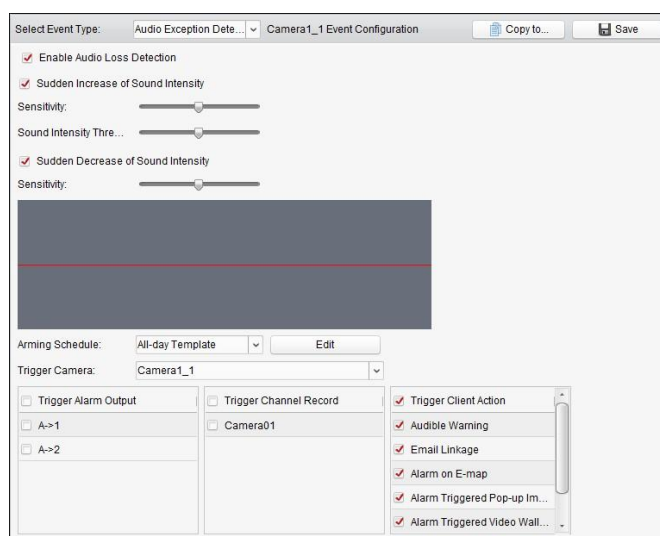 Select Event Type: Audio Exception Dete... Camera1_1 Event Configuration Copy to... Save
Enable Audio Loss Detection
Sudden Increase of Sound Intensity
Sensitivity:
Sound Intensity Thre...
Sudden Decrease of Sound Intensity
Sensitivity:
Arming Schedule: All-day Template Edit
Trigger Camera: Camera1_1
Trigger Alarm Output Trigger Channel Record Trigger Client Action
A->1 Camera01 Audible Warning
A->2 Email Linkage
Alarm on E-map
Alarm Triggered Pop-up Im...
Alarm Triggered Video Wall...